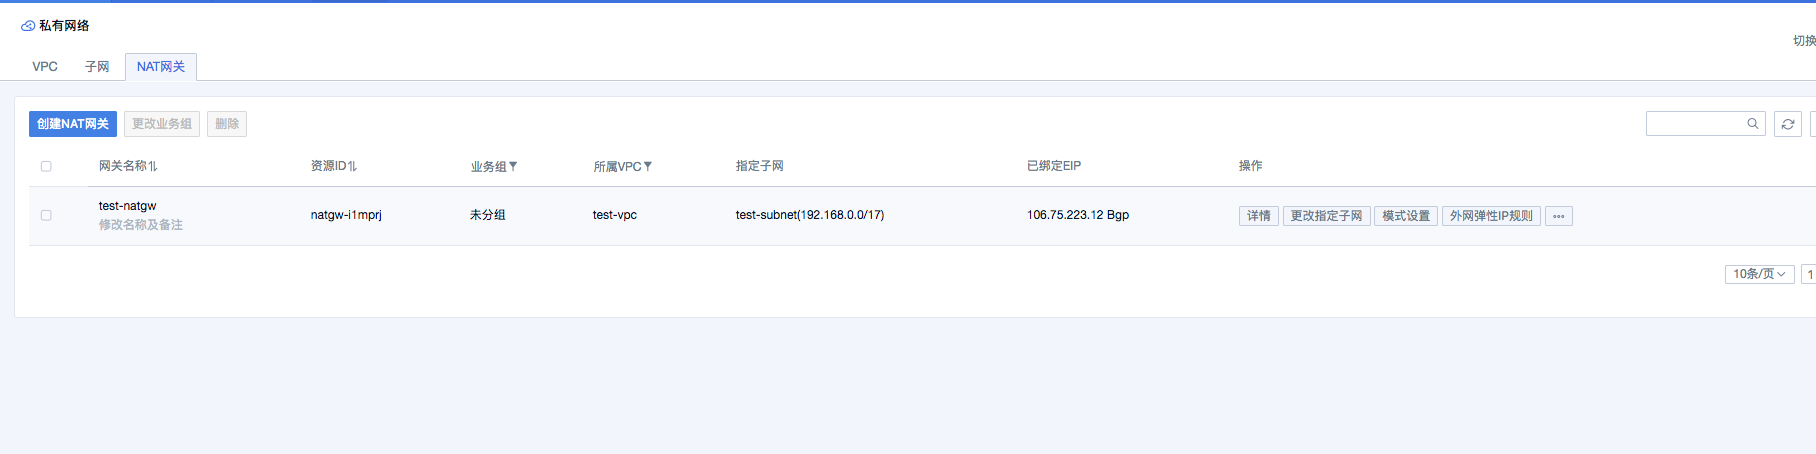 私有网络
切换
VPC 子网 NAT网关
创建NAT网关 更改业务组 删除
网关名称 资源ID 业务组 所属VPC 指定子网 已绑定EIP 操作
test-natgw
修改名称及备注
natgw-i1mprj 未分组 test-vpc test-subnet(192.168.0.0/17) 106.75.223.12 Bgp 详情 更改指定子网 模式设置 外网弹性IP规则 •••
10条/页 1